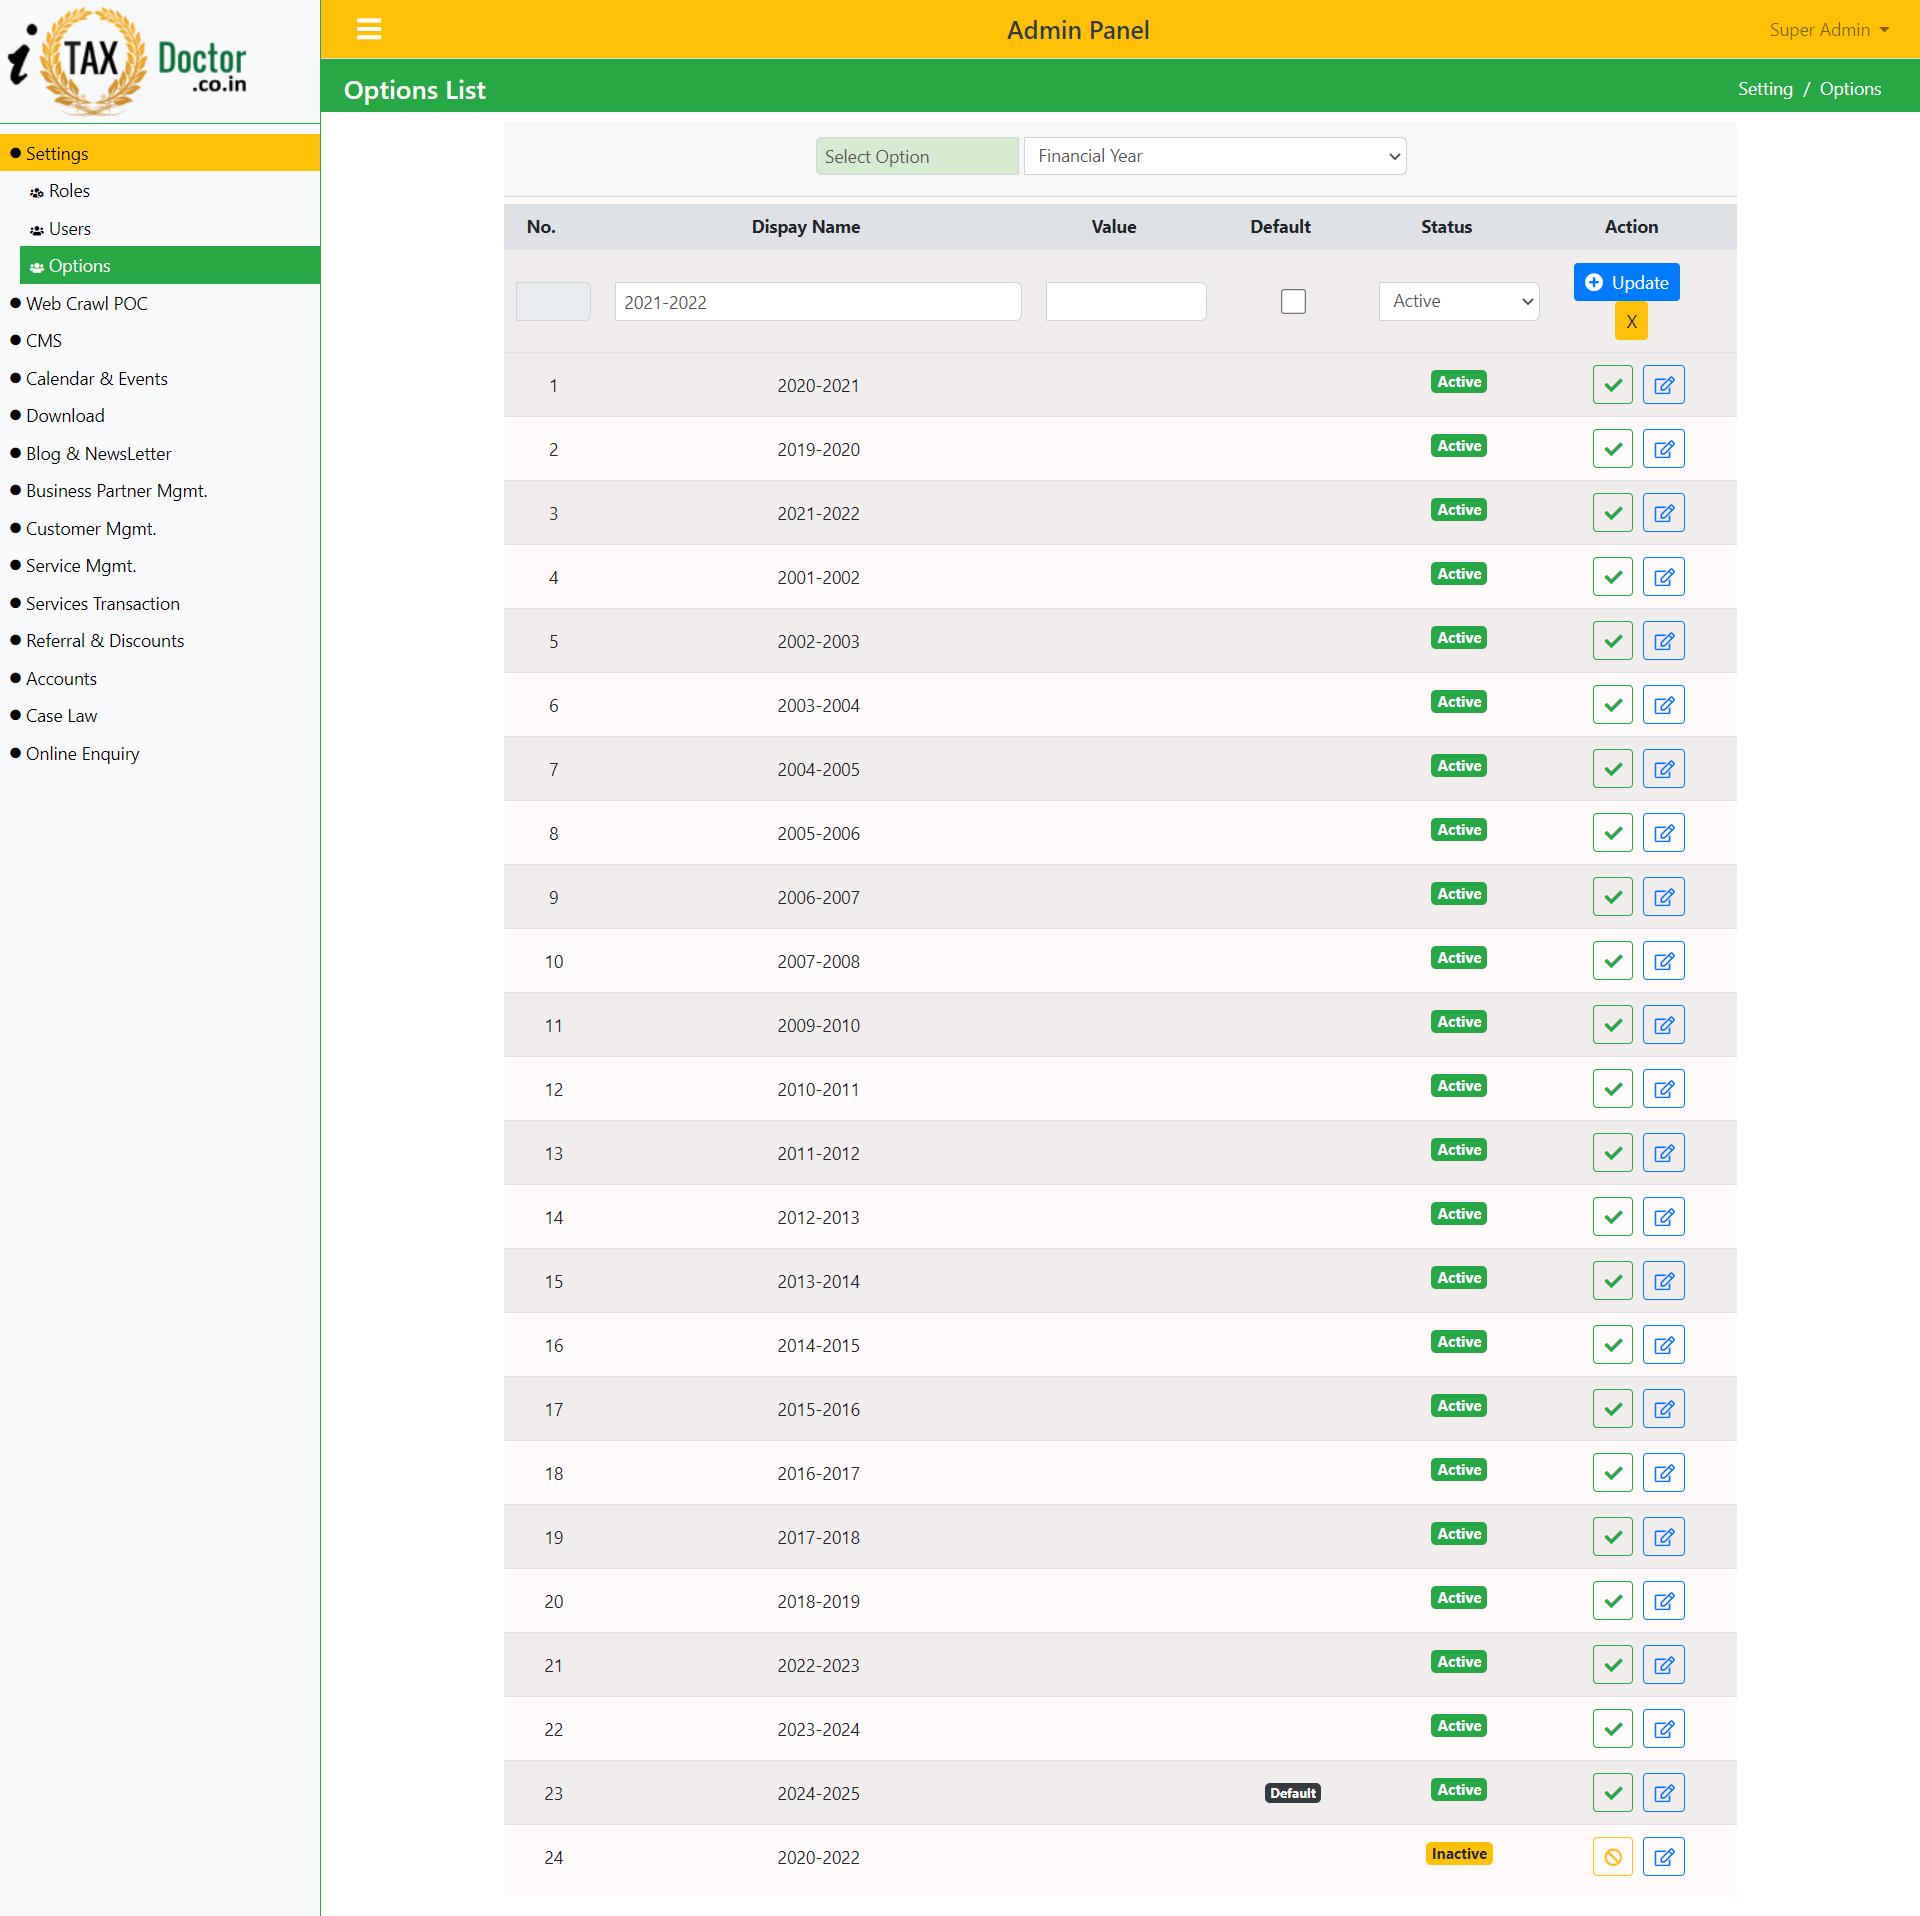 i TAX Doctor
.co.in
Admin Panel
Super Admin
Options List
Setting / Options
Settings
Roles
Users
Options
Web Crawl POC
CMS
Calendar & Events
Download
Blog & NewsLetter
Business Partner Mgmt.
Customer Mgmt.
Service Mgmt.
Services Transaction
Referral & Discounts
Accounts
Case Law
Online Enquiry
Select Option Financial Year
No. Dispay Name Value Default Status Action
2021-2022 Active Update
X
1 2020-2021 Active
2 2019-2020 Active
3 2021-2022 Active
4 2001-2002 Active
5 2002-2003 Active
6 2003-2004 Active
7 2004-2005 Active
8 2005-2006 Active
9 2006-2007 Active
10 2007-2008 Active
11 2009-2010 Active
12 2010-2011 Active
13 2011-2012 Active
14 2012-2013 Active
15 2013-2014 Active
16 2014-2015 Active
17 2015-2016 Active
18 2016-2017 Active
19 2017-2018 Active
20 2018-2019 Active
21 2022-2023 Active
22 2023-2024 Active
23 2024-2025 Default Active
24 2020-2022 Inactive